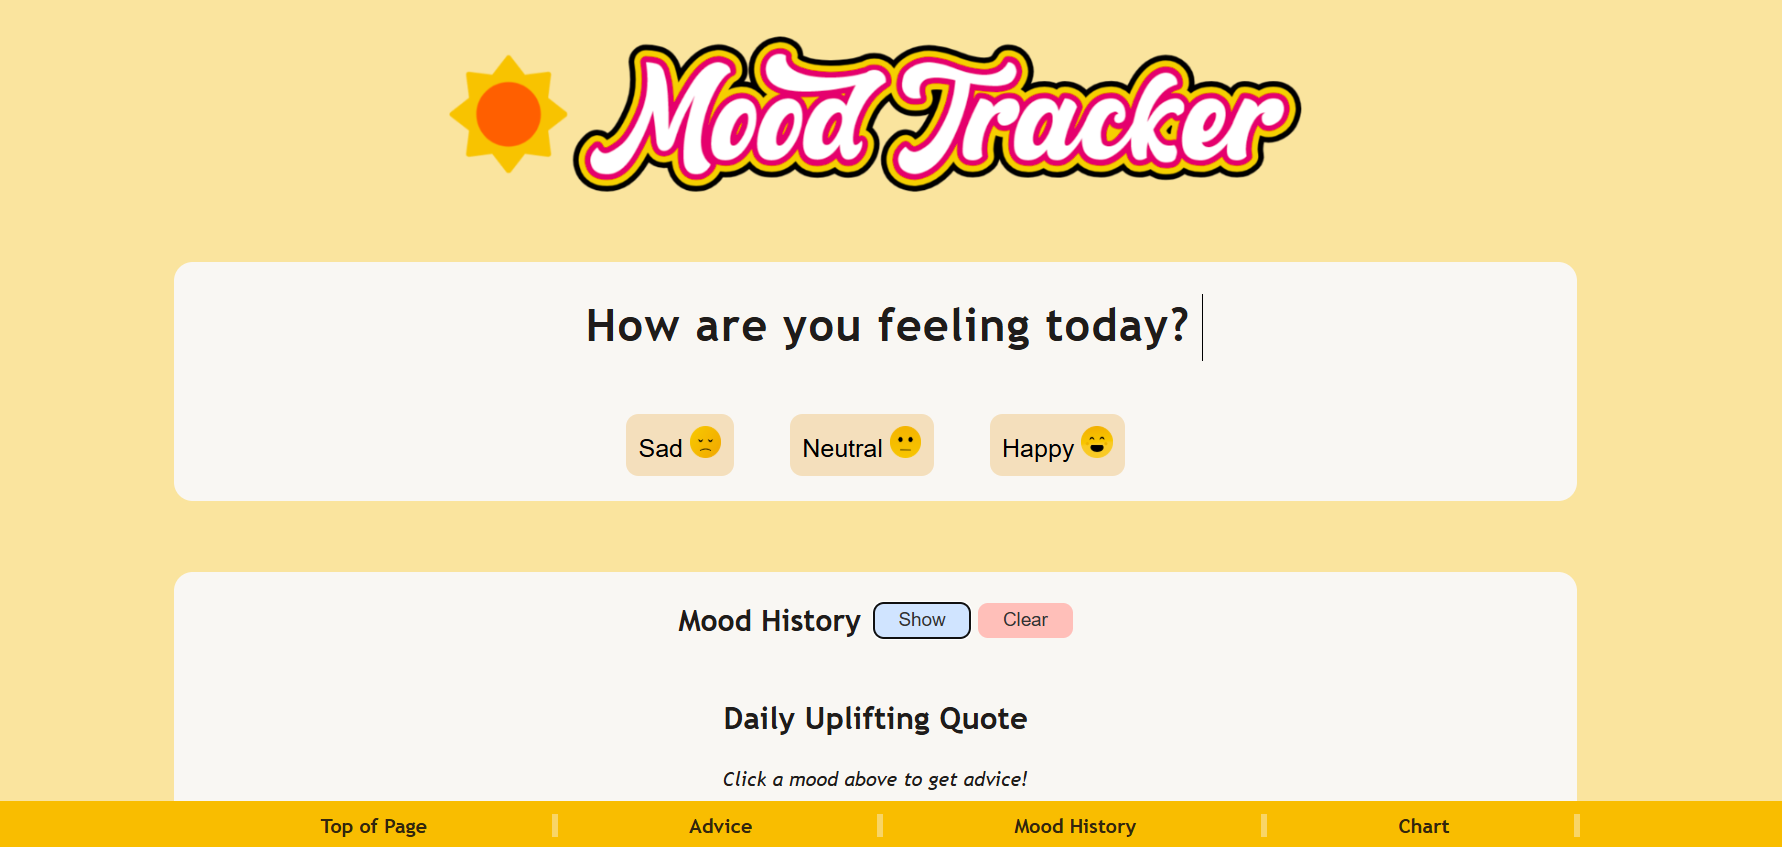 Mood Tracker
How are you feeling today?
Sad
Neutral
Happy
Mood History
Show
Clear
Daily Uplifting Quote
Click a mood above to get advice!
Top of Page
Advice
Mood History
Chart